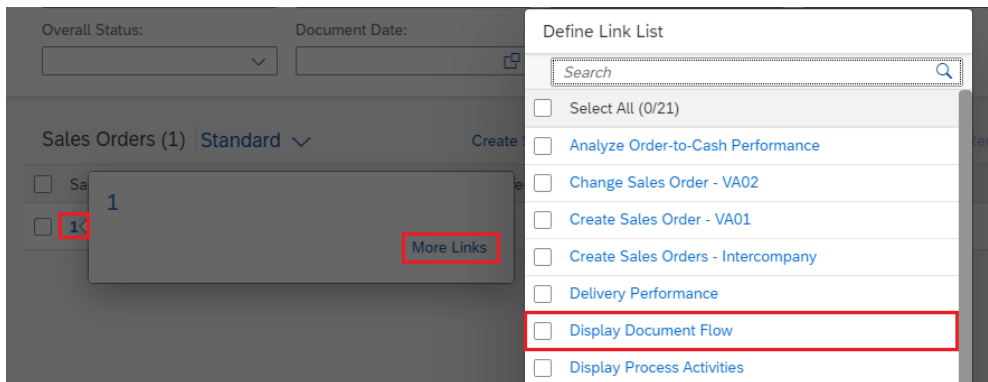 Overall Status:
Document Date:
Sales Orders (1) Standard
Create
Sa
1
1
More Links
Define Link List
Search
Select All (0/21)
Analyze Order-to-Cash Performance
Change Sales Order - VA02
Create Sales Order - VA01
Create Sales Orders - Intercompany
Delivery Performance
Display Document Flow
Display Process Activities